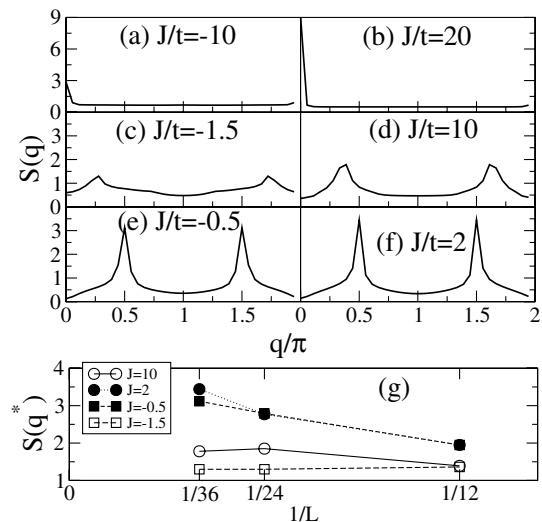 (a) J/t=-10
(b) J/t=20
9
6
3
0
(c) J/t=-1.5
(d) J/t=10
3
2
1
0
S(q)
(e) J/t=-0.5
(f) J/t=2
3
2
1
0
0 0.5 1 1.5 0 0.5 1 1.5 2
q/π
(g)
J=10
J=2
J=-0.5
J=-1.5
4
3
2
1
S(q*)
0 1/36 1/24 1/12
1/L